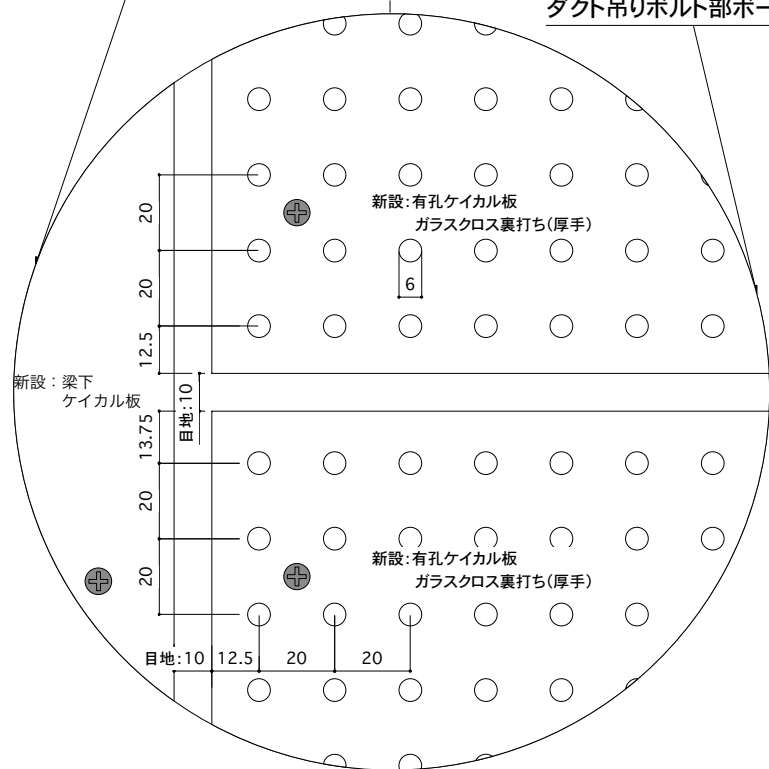 ダクト吊りボルト部ボー
20
新設：有孔ケイカル板
ガラスクロス裏打ち（厚手）
20
6
12.5
新設：梁下
ケイカル板
目地：10
13.75
20
新設：有孔ケイカル板
ガラスクロス裏打ち（厚手）
20
目地：10 12.5 20 20